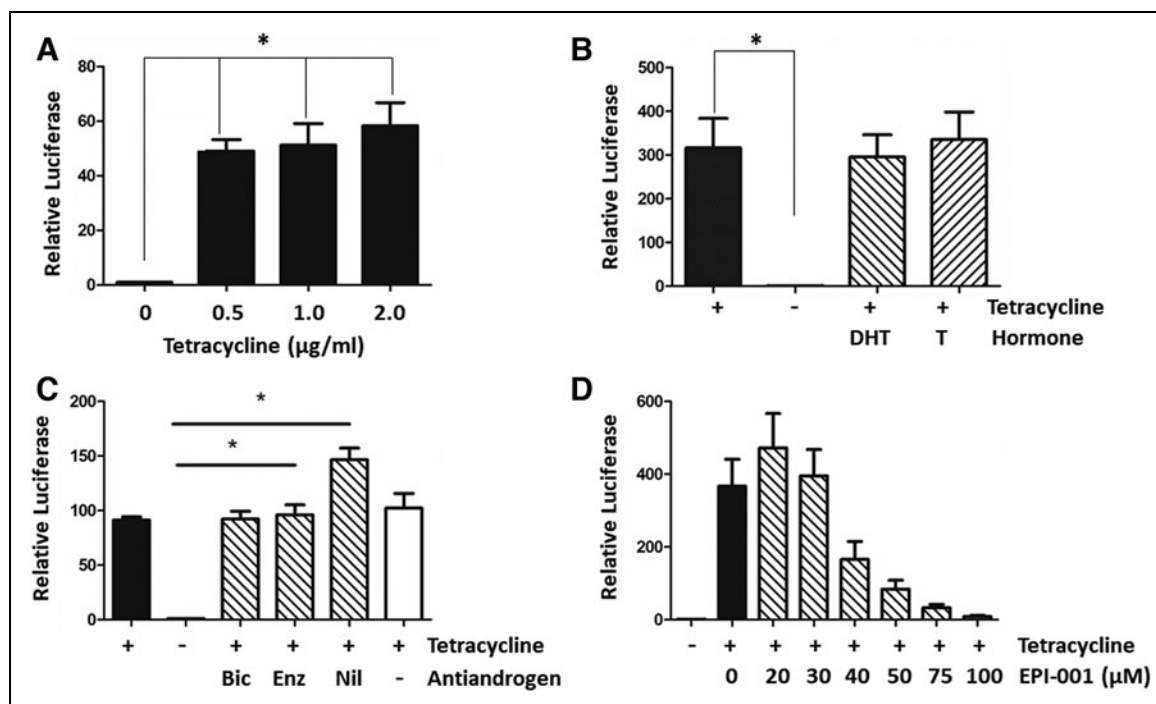 A
*
Relative Luciferase
80
60
40
20
0
0 0.5 1.0 2.0
Tetracycline (µg/ml)
B
*
Relative Luciferase
500
400
300
200
100
0
+ - + + Tetracycline
DHT T Hormone
C
*
*
Relative Luciferase
200
150
100
50
0
+ - + + + + Tetracycline
Bic Enz Nil - Antiandrogen
D
Relative Luciferase
600
400
200
0
- + + + + + + + Tetracycline
0 20 30 40 50 75 100 EPI-001 (µM)